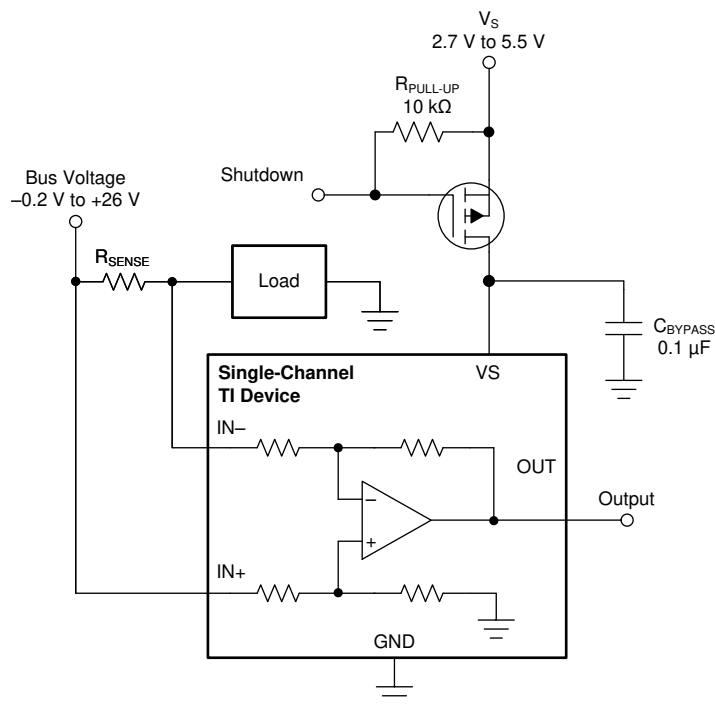 VS
2.7 V to 5.5 V
RPULL-UP
10 kΩ
Shutdown
Bus Voltage
–0.2 V to +26 V
RSENSE
Load
CBYPASS
0.1 µF
Single-Channel
TI Device
VS
IN–
OUT
–
Output
+
IN+
GND